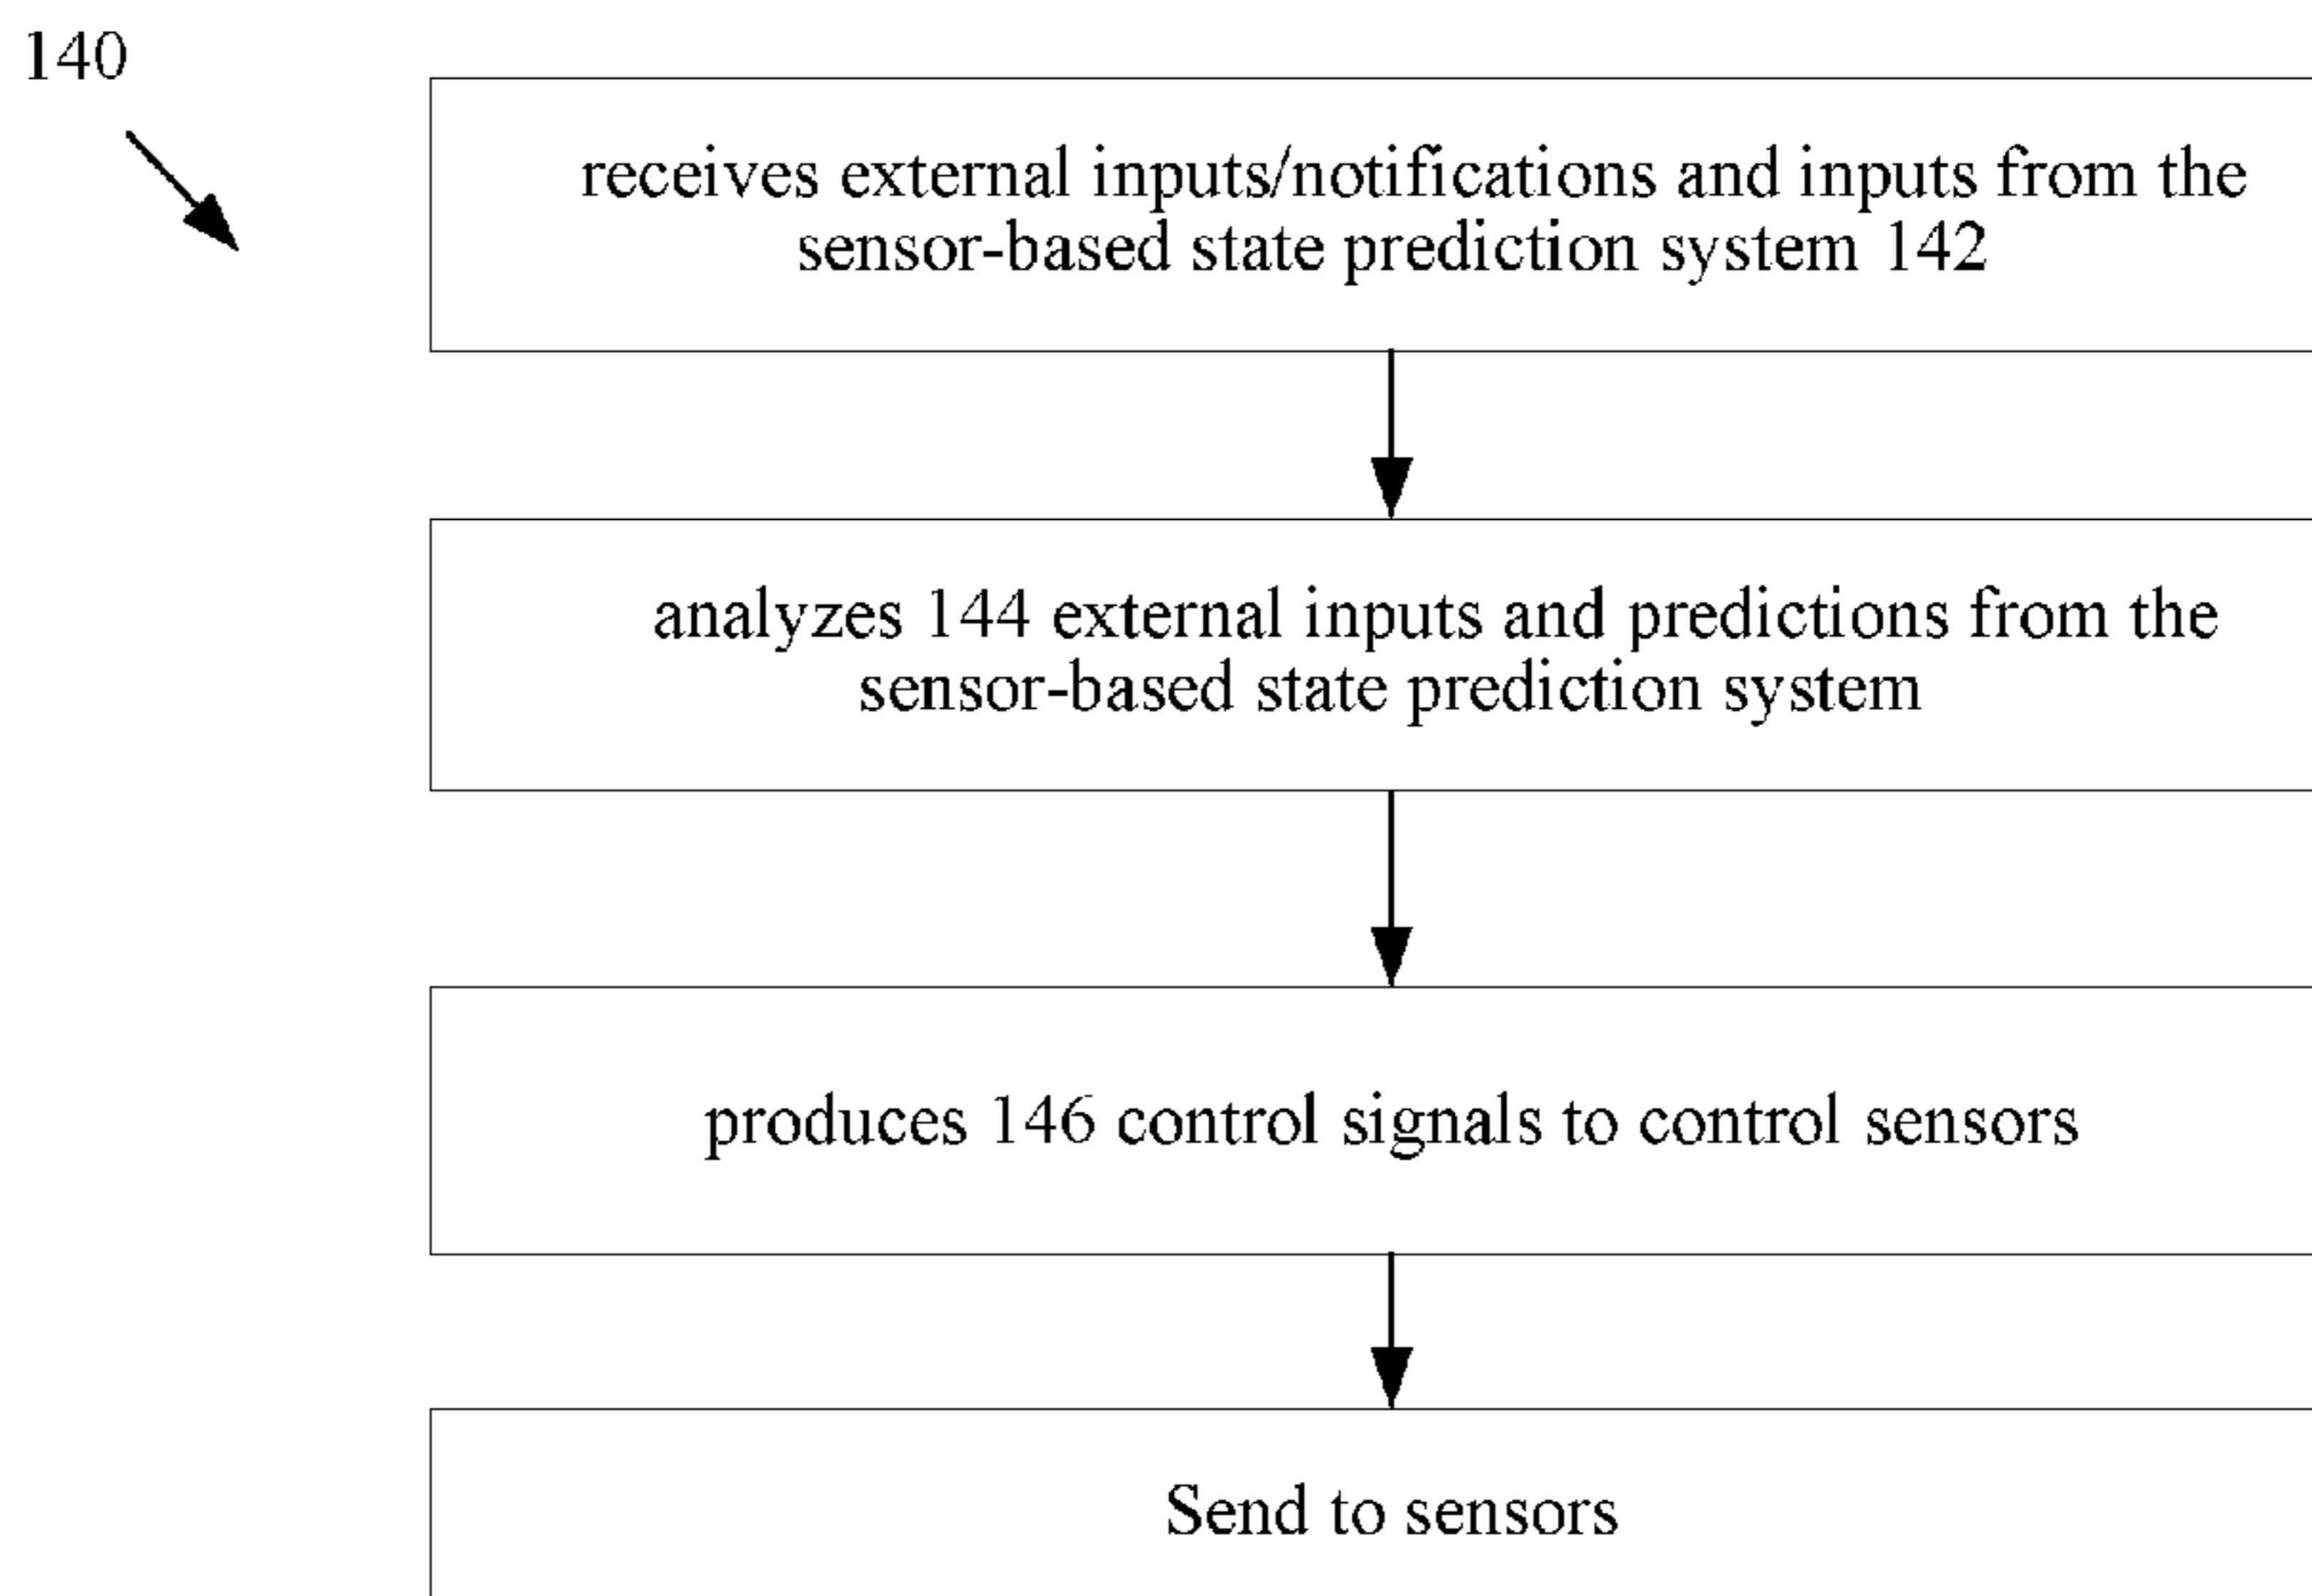 140
receives external inputs/notifications and inputs from the
sensor-based state prediction system 142
analyzes 144 external inputs and predictions from the
sensor-based state prediction system
produces 146 control signals to control sensors
Send to sensors